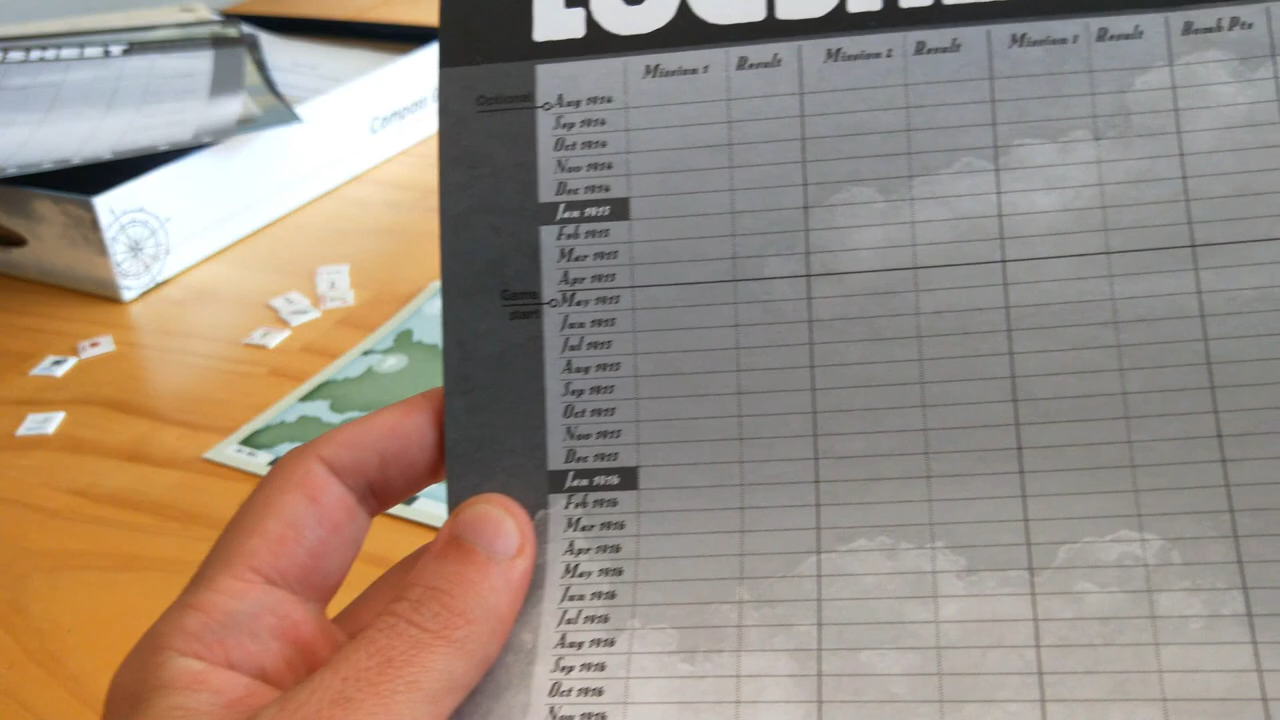 Mission 1 Result Mission 2 Result Mission 3 Result Bomb Pts
Optional
Aug 1914
Sep 1914
Oct 1914
Nov 1914
Dec 1914
Jan 1915
Feb 1915
Mar 1915
Apr 1915
Game start
May 1915
Jun 1915
Jul 1915
Aug 1915
Sep 1915
Oct 1915
Nov 1915
Dec 1915
Jan 1916
Feb 1916
Mar 1916
Apr 1916
May 1916
Jun 1916
Jul 1916
Aug 1916
Sep 1916
Oct 1916
Nov 1916
Compass